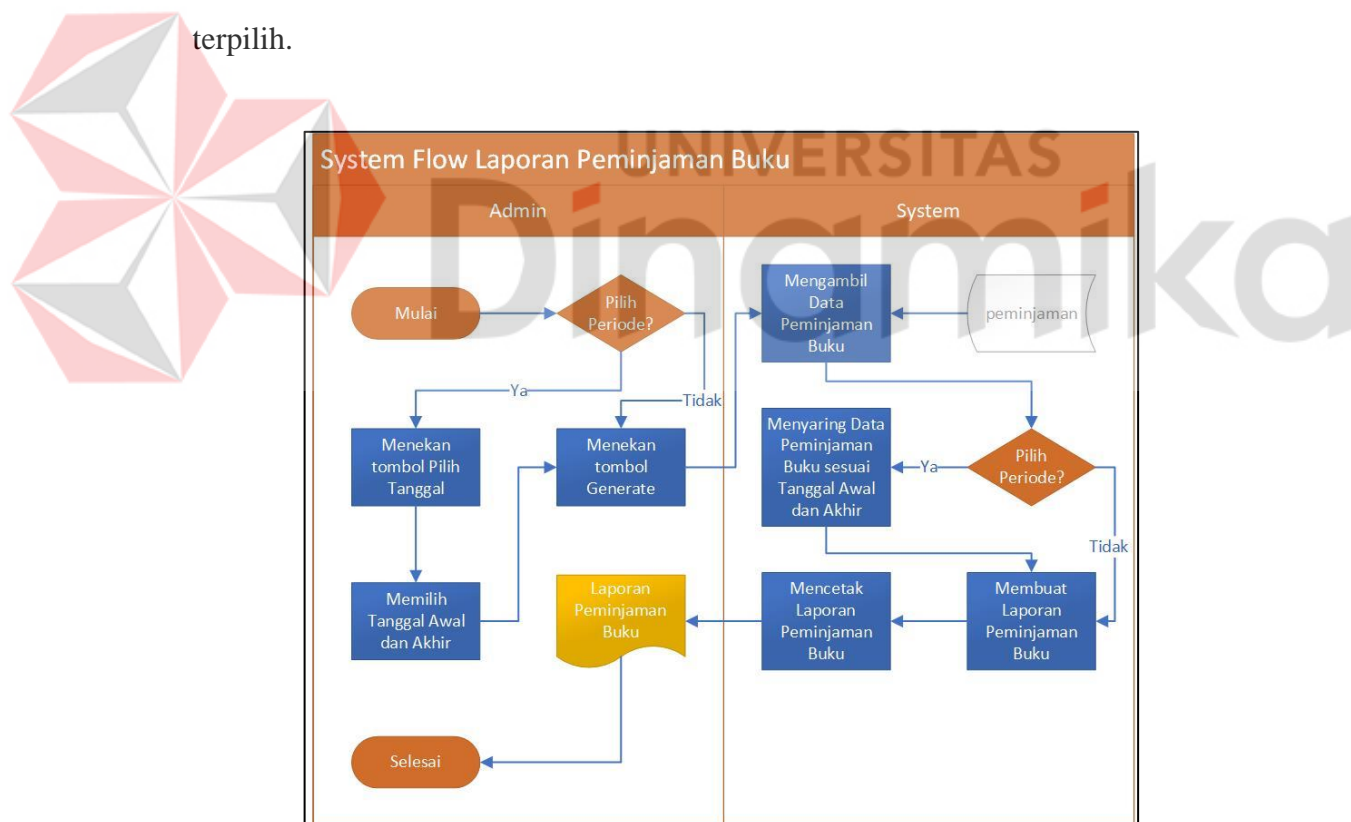 terpilih.
UNIVERSITAS
Dinamika
System Flow Laporan Peminjaman Buku
Admin
System
Mulai
Pilih
Periode?
Mengambil
Data
Peminjaman
Buku
peminjaman
Ya
Tidak
Menekan
tombol Pilih
Tanggal
Menekan
tombol
Generate
Menyaring Data
Peminjaman
Buku sesuai
Tanggal Awal
dan Akhir
Ya
Pilih
Periode?
Tidak
Memilih
Tanggal Awal
dan Akhir
Laporan
Peminjaman
Buku
Mencetak
Laporan
Peminjaman
Buku
Membuat
Laporan
Peminjaman
Buku
Selesai